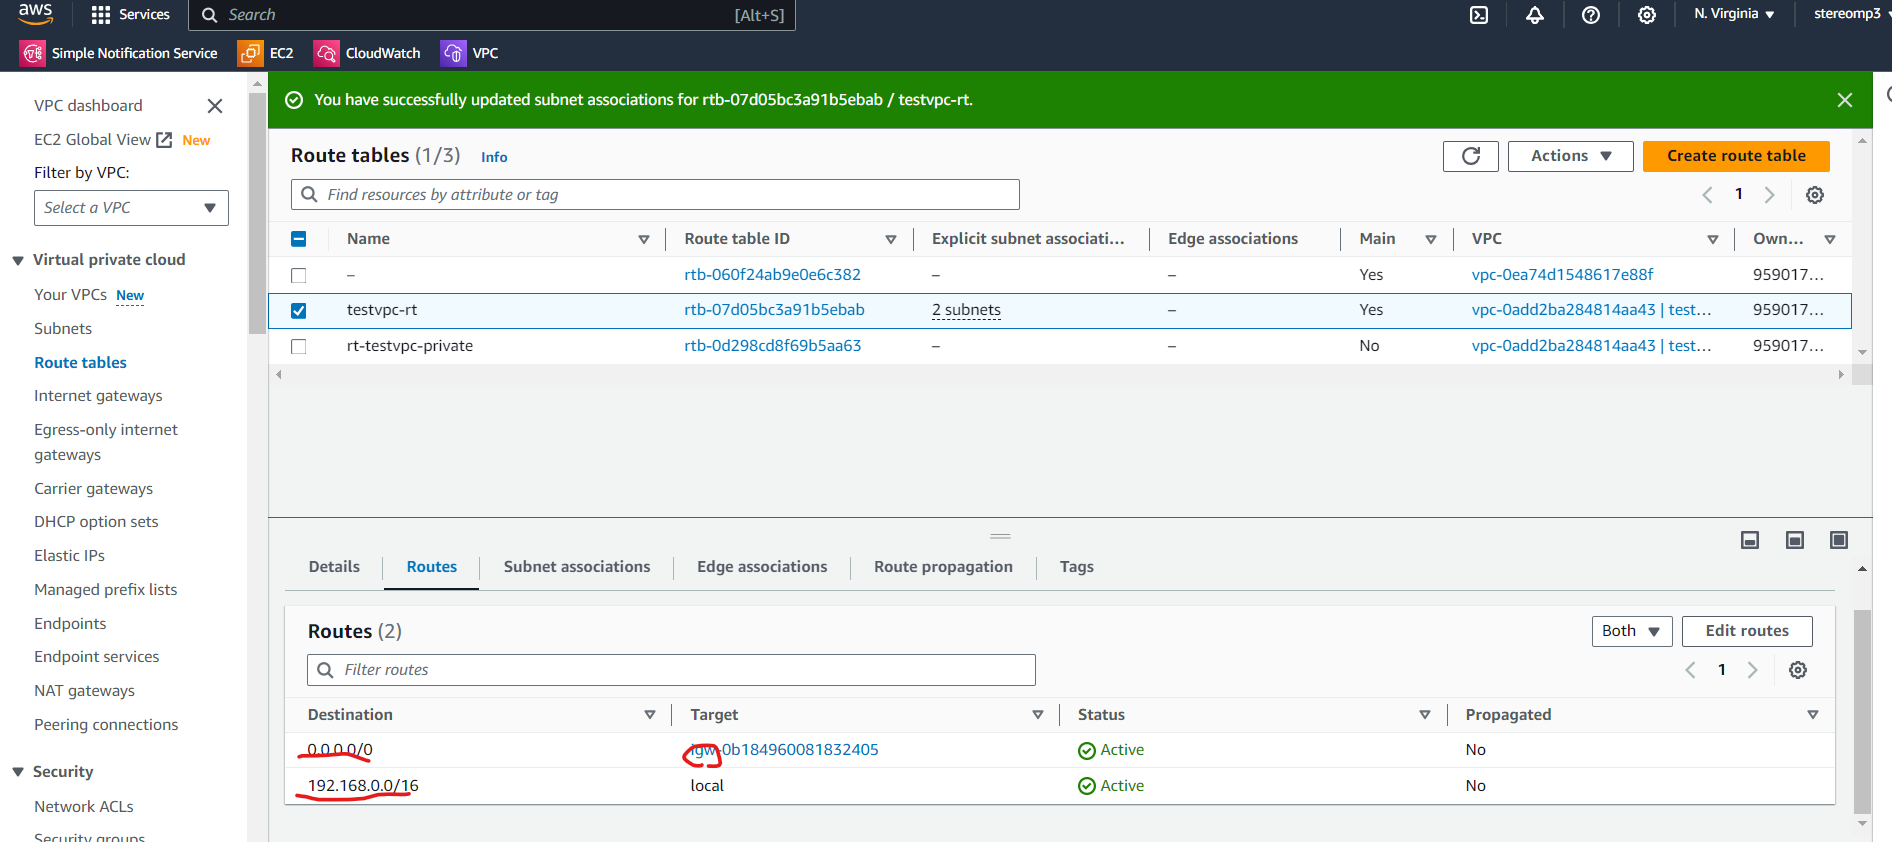 aws Services Search [Alt+S] N. Virginia stereomp3
Simple Notification Service EC2 CloudWatch VPC
You have successfully updated subnet associations for rtb-07d05bc3a91b5ebab / testvpc-rt.
VPC dashboard
EC2 Global View New
Filter by VPC:
Select a VPC
Virtual private cloud
Your VPCs New
Subnets
Route tables
Internet gateways
Egress-only internet
gateways
Carrier gateways
DHCP option sets
Elastic IPs
Managed prefix lists
Endpoints
Endpoint services
NAT gateways
Peering connections
Security
Network ACLs
Security groups
Route tables (1/3) Info Actions Create route table
Find resources by attribute or tag 1
Name Route table ID Explicit subnet associati... Edge associations Main VPC Own...
– rtb-060f24ab9e0e6c382 – – Yes vpc-0ea74d1548617e88f 959017...
testvpc-rt rtb-07d05bc3a91b5ebab 2 subnets – Yes vpc-0add2ba284814aa43 | test... 959017...
rt-testvpc-private rtb-0d298cd8f69b5aa63 – – No vpc-0add2ba284814aa43 | test... 959017...
Details Routes Subnet associations Edge associations Route propagation Tags
Routes (2) Both Edit routes
Filter routes 1
Destination Target Status Propagated
0.0.0.0/0 igw-0b184960081832405 Active No
192.168.0.0/16 local Active No